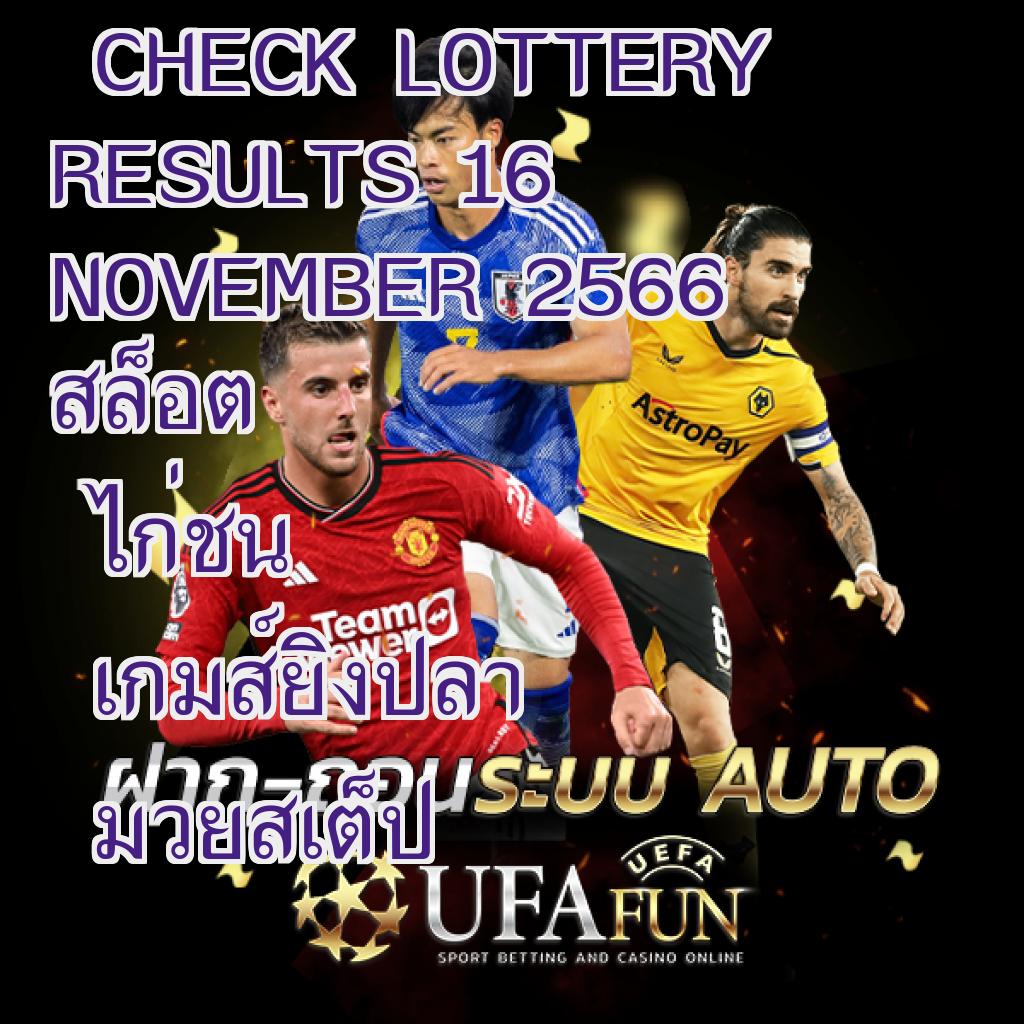 CHECK LOTTERY
RESULTS 16
NOVEMBER 2566
สล็อต
ไก่ชน
AstroPay
8
Team
เกมส์ยิงปลา
ฝาก-ถอนระบบ AUTO
มวยสเต็ป
UEFA
UFAFUN
SPORT BETTING AND CASINO ONLINE